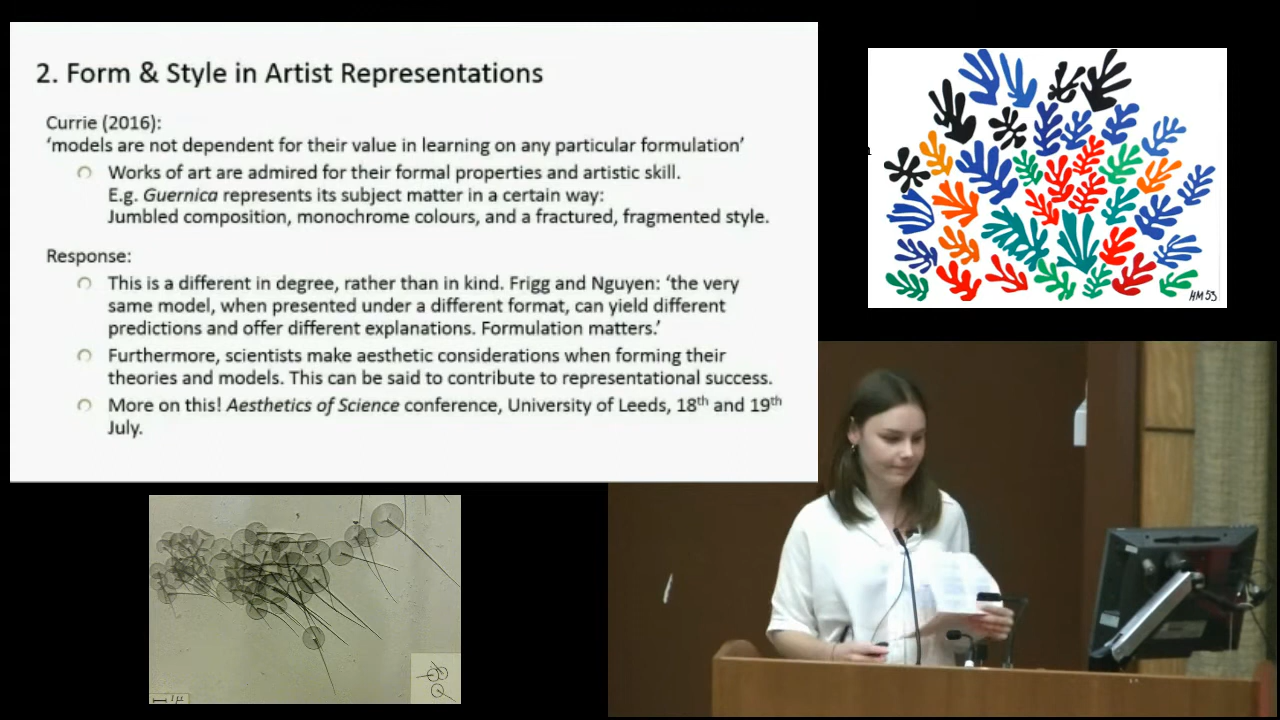 2. Form & Style in Artist Representations
Currie (2016):
‘models are not dependent for their value in learning on any particular formulation’
Works of art are admired for their formal properties and artistic skill.
E.g. Guernica represents its subject matter in a certain way:
Jumbled composition, monochrome colours, and a fractured, fragmented style.
Response:
This is a different in degree, rather than in kind. Frigg and Nguyen: ‘the very
same model, when presented under a different format, can yield different
predictions and offer different explanations. Formulation matters.’
Furthermore, scientists make aesthetic considerations when forming their
theories and models. This can be said to contribute to representational success.
More on this! Aesthetics of Science conference, University of Leeds, 18th and 19th
July.
n
HM 53
1 µ